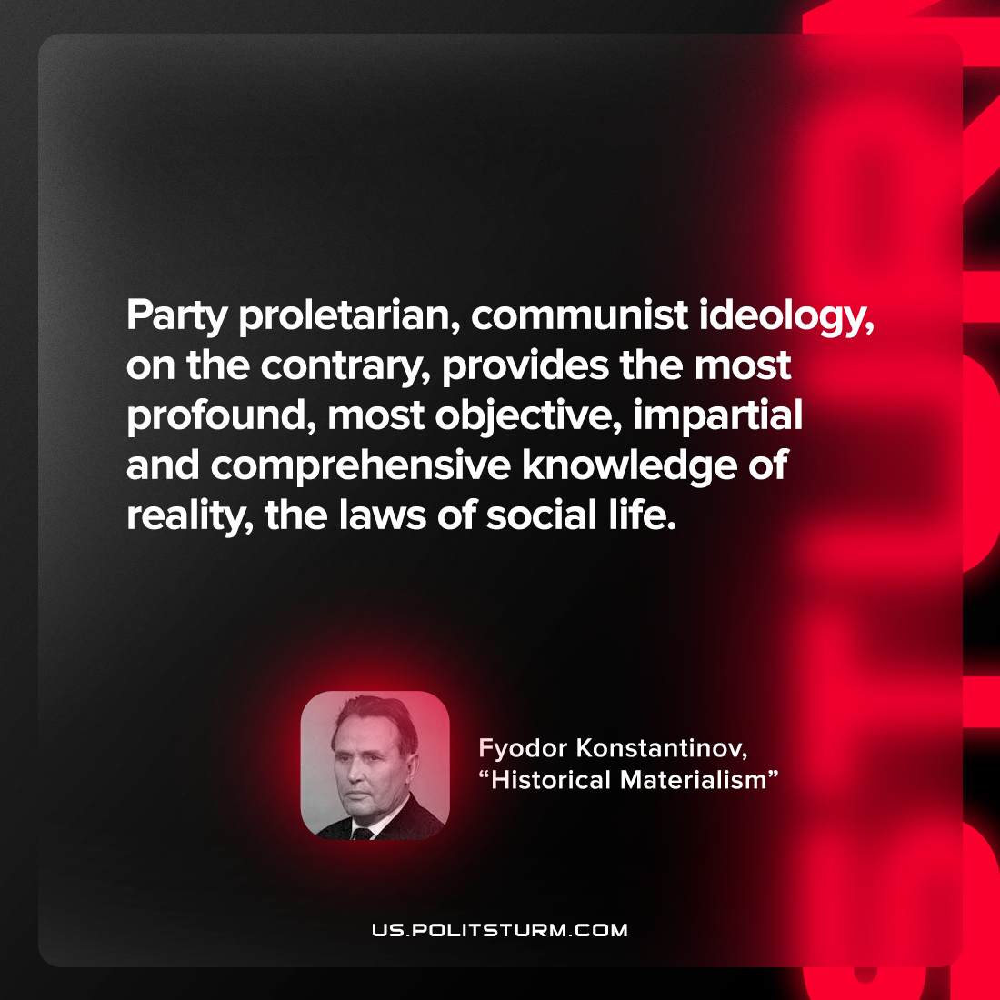 Party proletarian, communist ideology,
on the contrary, provides the most
profound, most objective, impartial
and comprehensive knowledge of
reality, the laws of social life.
Fyodor Konstantinov,
“Historical Materialism”
US.POLITSTURM.COM